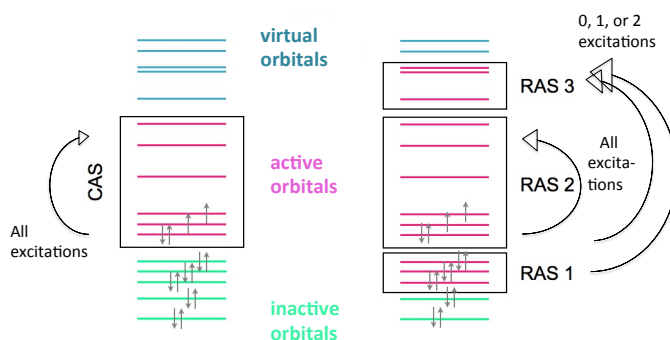 virtual
orbitals
CAS
All
excitations
active
orbitals
inactive
orbitals
0, 1, or 2
excitations
RAS 3
All
excita-
tions
RAS 2
RAS 1